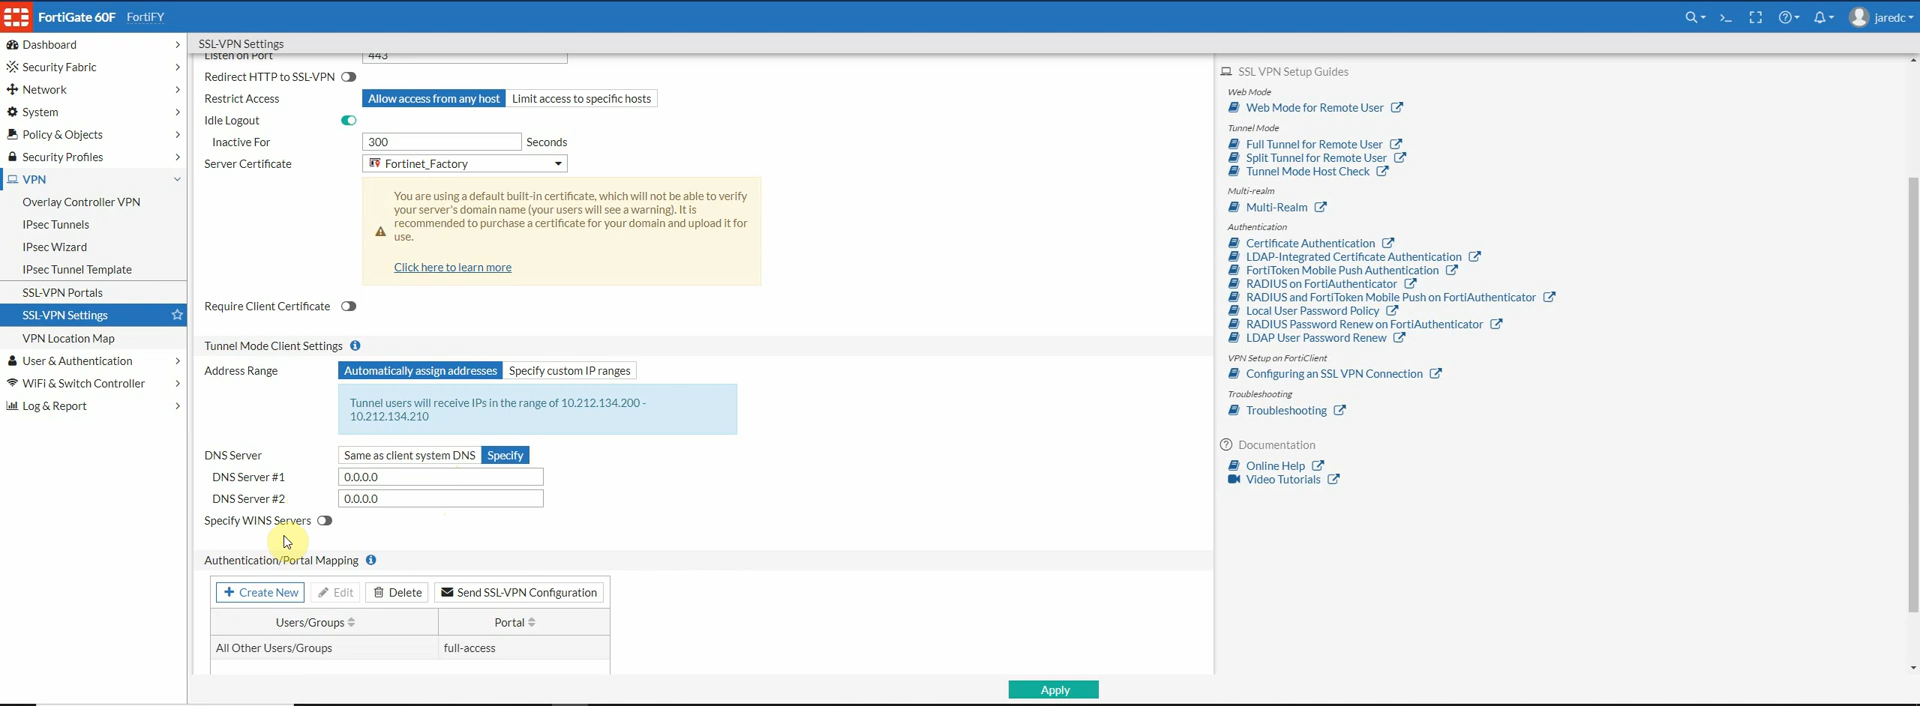 FortiGate 60F FortiFY
jaredc
Dashboard
Security Fabric
Network
System
Policy & Objects
Security Profiles
VPN
Overlay Controller VPN
IPsec Tunnels
IPsec Wizard
IPsec Tunnel Template
SSL-VPN Portals
SSL-VPN Settings
VPN Location Map
User & Authentication
WiFi & Switch Controller
Log & Report
SSL-VPN Settings
Listen on Port 443
Redirect HTTP to SSL-VPN
Restrict Access Allow access from any host Limit access to specific hosts
Idle Logout
Inactive For 300 Seconds
Server Certificate Fortinet_Factory
You are using a default built-in certificate, which will not be able to verify
your server's domain name (your users will see a warning). It is
recommended to purchase a certificate for your domain and upload it for
use.
Click here to learn more
Require Client Certificate
Tunnel Mode Client Settings
Address Range Automatically assign addresses Specify custom IP ranges
Tunnel users will receive IPs in the range of 10.212.134.200 -
10.212.134.210
DNS Server Same as client system DNS Specify
DNS Server #1 0.0.0.0
DNS Server #2 0.0.0.0
Specify WINS Servers
Authentication/Portal Mapping
Create New Edit Delete Send SSL-VPN Configuration
Users/Groups Portal
All Other Users/Groups full-access
Apply
SSL VPN Setup Guides
Web Mode
Web Mode for Remote User
Tunnel Mode
Full Tunnel for Remote User
Split Tunnel for Remote User
Tunnel Mode Host Check
Multi-realm
Multi-Realm
Authentication
Certificate Authentication
LDAP-Integrated Certificate Authentication
FortiToken Mobile Push Authentication
RADIUS on FortiAuthenticator
RADIUS and FortiToken Mobile Push on FortiAuthenticator
Local User Password Policy
RADIUS Password Renew on FortiAuthenticator
LDAP User Password Renew
VPN Setup on FortiClient
Configuring an SSL VPN Connection
Troubleshooting
Troubleshooting
Documentation
Online Help
Video Tutorials